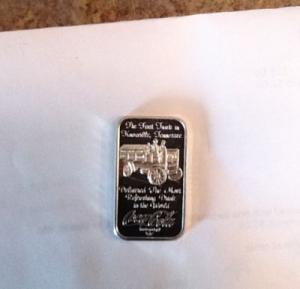 The First Truck in
Knoxville, Tennessee
Delivered The Most
Refreshing Drink
in the World
Coca-Cola